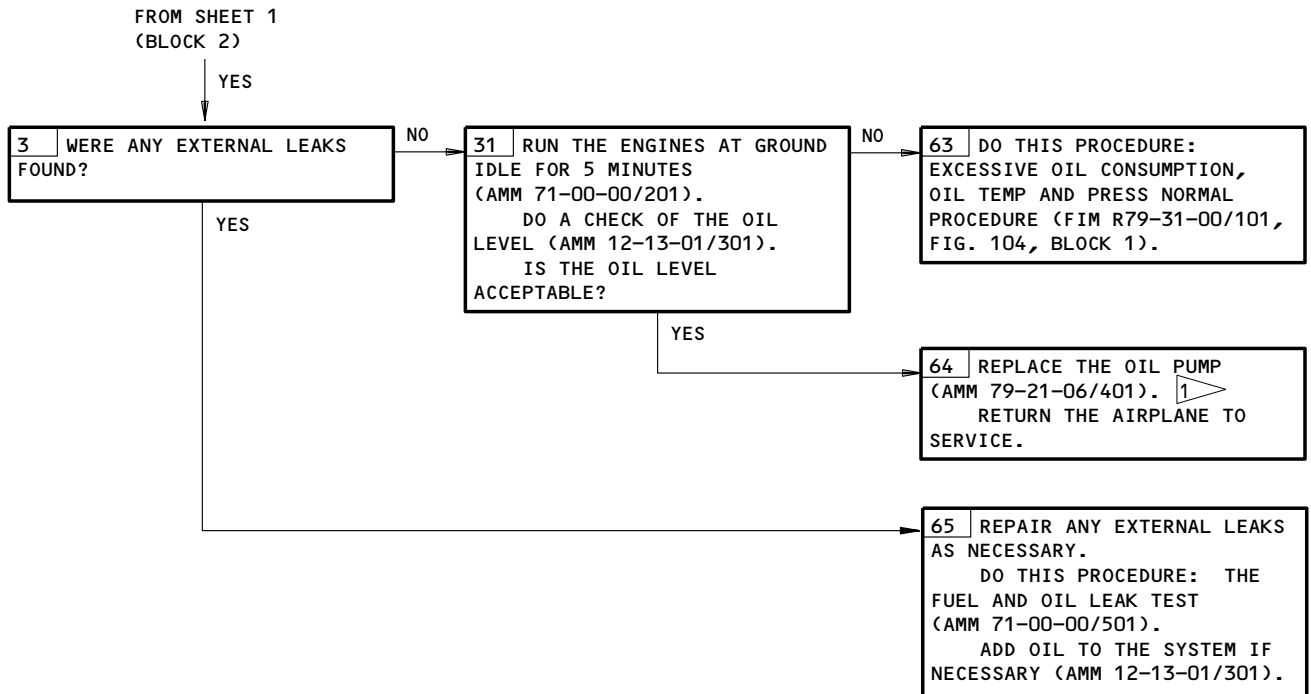 FROM SHEET 1
(BLOCK 2)
YES
3 WERE ANY EXTERNAL LEAKS
FOUND?
NO
YES
31 RUN THE ENGINES AT GROUND
IDLE FOR 5 MINUTES
(AMM 71-00-00/201).
DO A CHECK OF THE OIL
LEVEL (AMM 12-13-01/301).
IS THE OIL LEVEL
ACCEPTABLE?
NO
YES
63 DO THIS PROCEDURE:
EXCESSIVE OIL CONSUMPTION,
OIL TEMP AND PRESS NORMAL
PROCEDURE (FIM R79-31-00/101,
FIG. 104, BLOCK 1).
64 REPLACE THE OIL PUMP
(AMM 79-21-06/401). 1
RETURN THE AIRPLANE TO
SERVICE.
65 REPAIR ANY EXTERNAL LEAKS
AS NECESSARY.
DO THIS PROCEDURE: THE
FUEL AND OIL LEAK TEST
(AMM 71-00-00/501).
ADD OIL TO THE SYSTEM IF
NECESSARY (AMM 12-13-01/301).